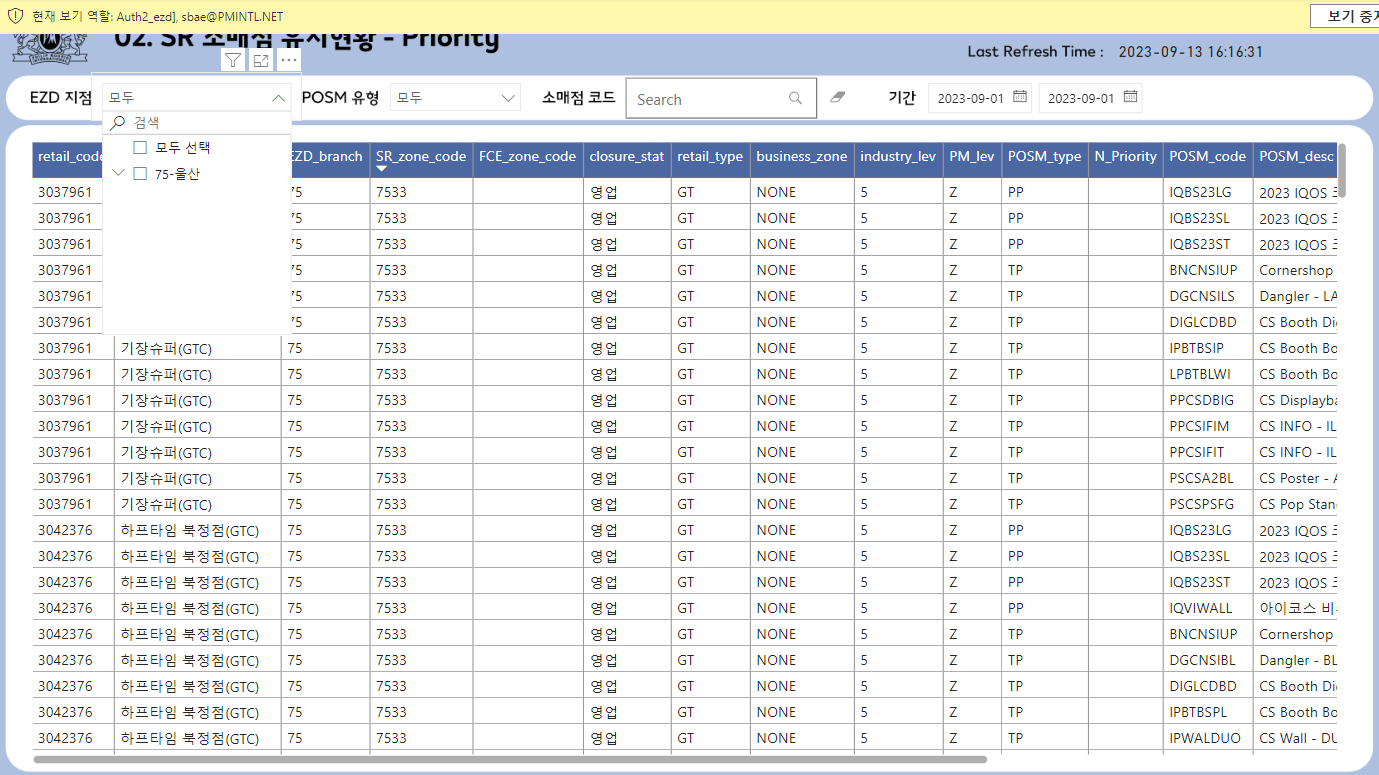 현재 보기 역할: Auth2_ezd], sbae@PMINTL.NET 보기 중지
02. SR 소매점 유지현황 - Priority
Last Refresh Time : 2023-09-13 16:16:31
EZD 지점 모두 POSM 유형 모두 소매점 코드 Search 기간 2023-09-01 2023-09-01
검색
모두 선택
75-울산
retail_code EZD_branch SR_zone_code FCE_zone_code closure_stat retail_type business_zone industry_lev PM_lev POSM_type N_Priority POSM_code POSM_desc
3037961 75 7533 영업 GT NONE 5 Z PP IQBS23LG 2023 IQOS
3037961 75 7533 영업 GT NONE 5 Z PP IQBS23SL 2023 IQOS
3037961 75 7533 영업 GT NONE 5 Z PP IQBS23ST 2023 IQOS
3037961 75 7533 영업 GT NONE 5 Z TP BNCNSIUP Cornershop
3037961 75 7533 영업 GT NONE 5 Z TP DGCNSILS Dangler - LA
3037961 75 7533 영업 GT NONE 5 Z TP DIGLCDBD CS Booth Di
3037961 기장슈퍼(GTC) 75 7533 영업 GT NONE 5 Z TP IPBTBSIP CS Booth Bo
3037961 기장슈퍼(GTC) 75 7533 영업 GT NONE 5 Z TP LPBTBLWI CS Booth Bo
3037961 기장슈퍼(GTC) 75 7533 영업 GT NONE 5 Z TP PPCSDBIG CS Displayba
3037961 기장슈퍼(GTC) 75 7533 영업 GT NONE 5 Z TP PPCSIFIM CS INFO - IL
3037961 기장슈퍼(GTC) 75 7533 영업 GT NONE 5 Z TP PPCSIFIT CS INFO - IL
3037961 기장슈퍼(GTC) 75 7533 영업 GT NONE 5 Z TP PSCSA2BL CS Poster - A
3037961 기장슈퍼(GTC) 75 7533 영업 GT NONE 5 Z TP PSCSPSFG CS Pop Stan
3042376 하프타임 북정점(GTC) 75 7533 영업 GT NONE 5 Z PP IQBS23LG 2023 IQOS
3042376 하프타임 북정점(GTC) 75 7533 영업 GT NONE 5 Z PP IQBS23SL 2023 IQOS
3042376 하프타임 북정점(GTC) 75 7533 영업 GT NONE 5 Z PP IQBS23ST 2023 IQOS
3042376 하프타임 북정점(GTC) 75 7533 영업 GT NONE 5 Z PP IQVIWALL 아이코스
3042376 하프타임 북정점(GTC) 75 7533 영업 GT NONE 5 Z TP BNCNSIUP Cornershop
3042376 하프타임 북정점(GTC) 75 7533 영업 GT NONE 5 Z TP DGCNSIBL Dangler - BL
3042376 하프타임 북정점(GTC) 75 7533 영업 GT NONE 5 Z TP DIGLCDBD CS Booth Di
3042376 하프타임 북정점(GTC) 75 7533 영업 GT NONE 5 Z TP IPBTBSPL CS Booth Bo
3042376 하프타임 북정점(GTC) 75 7533 영업 GT NONE 5 Z TP IPWALDUO CS Wall - DU